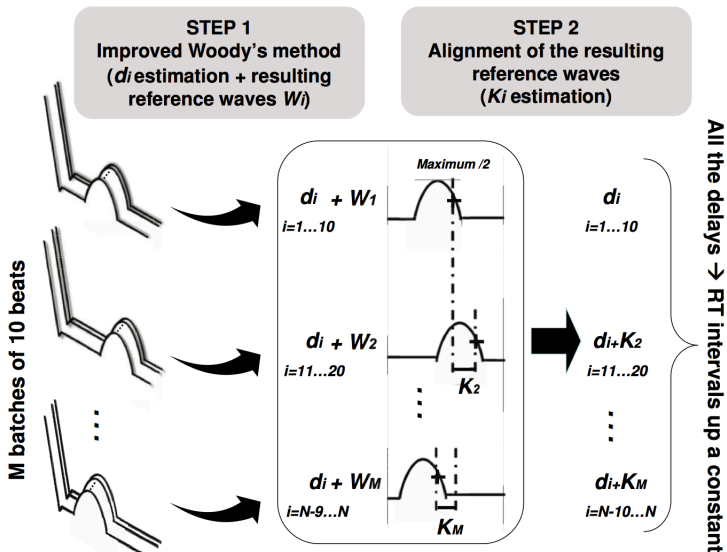 STEP 1
Improved Woody's method
(di estimation + resulting
reference waves Wi)
STEP 2
Alignment of the resulting
reference waves
(Ki estimation)
M batches of 10 beats
Maximum /2
di + W1
i=1...10
di
i=1...10
di + W2
i=11...20
K2
di+K2
i=11...20
...
...
...
di + WM
i=N-9...N
KM
di+KM
i=N-10...N
All the delays → RT intervals up a constant